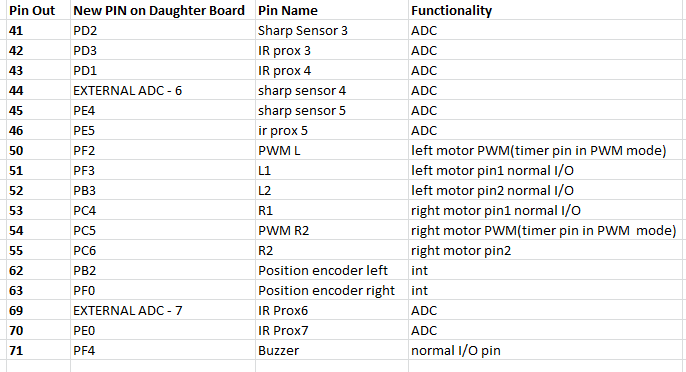 Pin Out New PIN on Daughter Board Pin Name Functionality
41 PD2 Sharp Sensor 3 ADC
42 PD3 IR prox 3 ADC
43 PD1 IR prox 4 ADC
44 EXTERNAL ADC - 6 sharp sensor 4 ADC
45 PE4 sharp sensor 5 ADC
46 PE5 ir prox 5 ADC
50 PF2 PWM L left motor PWM(timer pin in PWM mode)
51 PF3 L1 left motor pin1 normal I/O
52 PB3 L2 left motor pin2 normal I/O
53 PC4 R1 right motor pin1 normal I/O
54 PC5 PWM R2 right motor PWM(timer pin in PWM mode)
55 PC6 R2 right motor pin2
62 PB2 Position encoder left int
63 PF0 Position encoder right int
69 EXTERNAL ADC - 7 IR Prox6 ADC
70 PE0 IR Prox7 ADC
71 PF4 Buzzer normal I/O pin